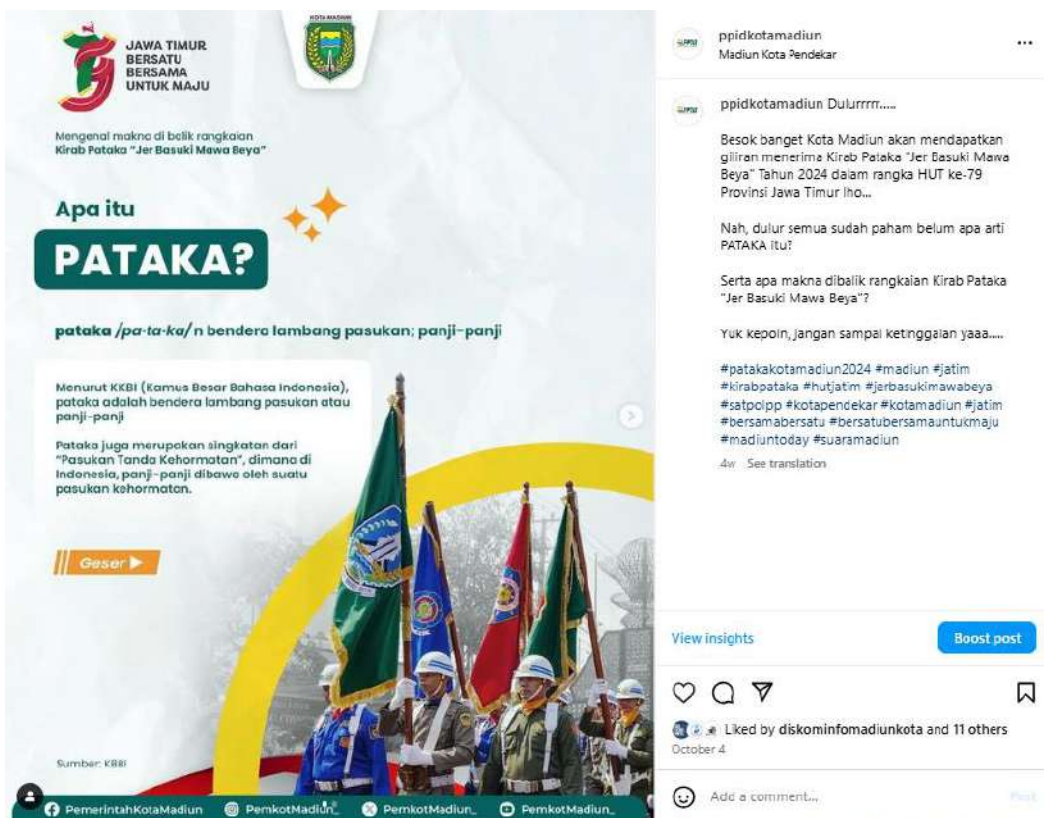 JAWA TIMUR
BERSATU
BERSAMA
UNTUK MAJU
KOTA MADIUN
Mengenal makna di balik rangkaian
Kirab Pataka "Jer Basuki Mawa Beya"
Apa itu
PATAKA?
pataka /pa-ta-ka/ n bendera lambang pasukan; panji-panji
Menurut KKBI (Kamus Besar Bahasa Indonesia),
pataka adalah bendera lambang pasukan atau
panji-panji
Pataka juga merupakan singkatan dari
"Pasukan Tanda Kehormatan", dimana di
Indonesia, panji-panji dibawa oleh suatu
pasukan kehormatan.
Geser
Sumber: KBBI
PemerintahKotaMadiun PemkotMadiun_ PemkotMadiun_ PemkotMadiun_
ppidkotamadiun
Madiun Kota Pendekar
ppidkotamadiun Dulurrrrr.....
Besok banget Kota Madiun akan mendapatkan
giliran menerima Kirab Pataka "Jer Basuki Mawa
Beya" Tahun 2024 dalam rangka HUT ke-79
Provinsi Jawa Timur lho...
Nah, dulur semua sudah paham belum apa arti
PATAKA itu?
Serta apa makna dibalik rangkaian Kirab Pataka
"Jer Basuki Mawa Beya"?
Yuk kepoin, jangan sampai ketinggalan yaaa.....
#patakakotamadiun2024 #madiun #jatim
#kirabpataka #hutjatim #jerbasukimawabeya
#satpolpp #kotapendekar #kotamadiun #jatim
#bersamabersatu #bersatubersamauntukmaju
#madiuntoday #suaramadiun
4w See translation
View insights
Boost post
Liked by diskominfomadiunkota and 11 others
October 4
Add a comment...
Post